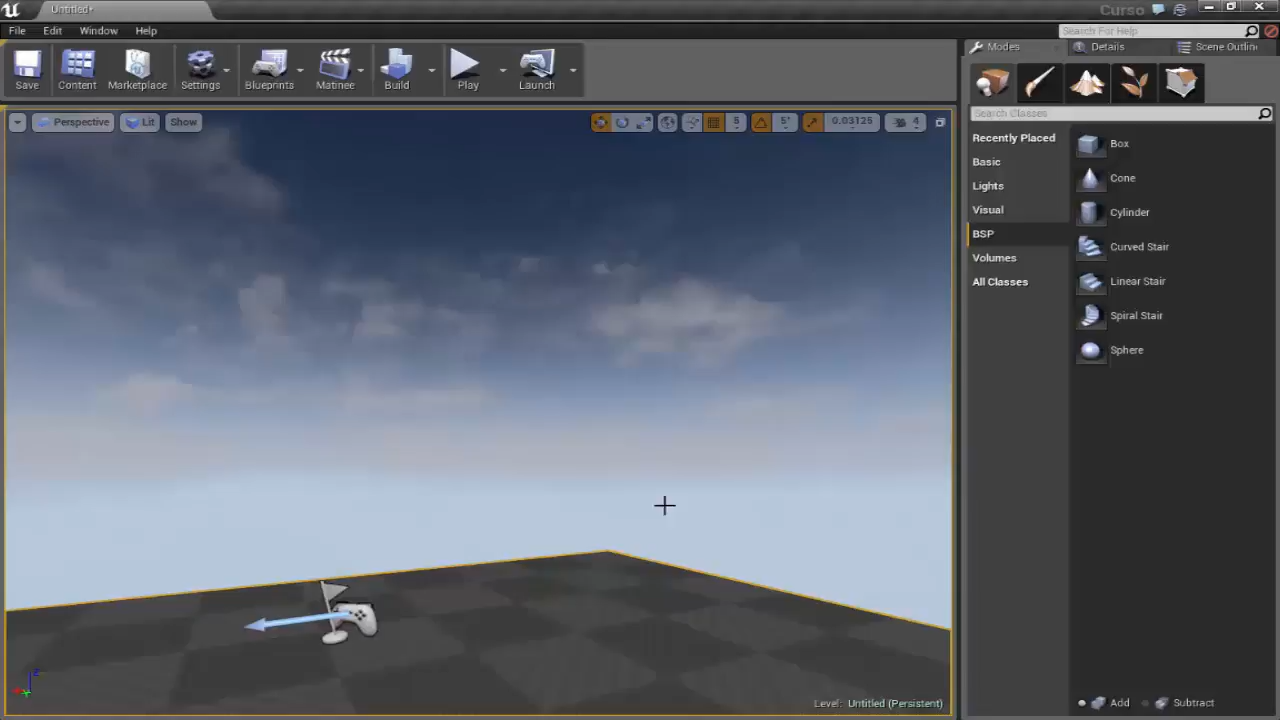 Untitled*
Curso
File Edit Window Help
Search For Help
Save Content Marketplace Settings Blueprints Matinee Build Play Launch
Modes Details Scene Outlin
Search Classes
Perspective Lit Show 5 5° 0.03125 4
Recently Placed
Basic
Lights
Visual
BSP
Volumes
All Classes
Box
Cone
Cylinder
Curved Stair
Linear Stair
Spiral Stair
Sphere
Z
Level: Untitled (Persistent)
Add Subtract